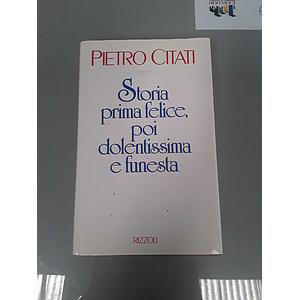 PIETRO CITATI
Storia
prima felice,
poi
dolentissima
e funesta
RIZZOLI